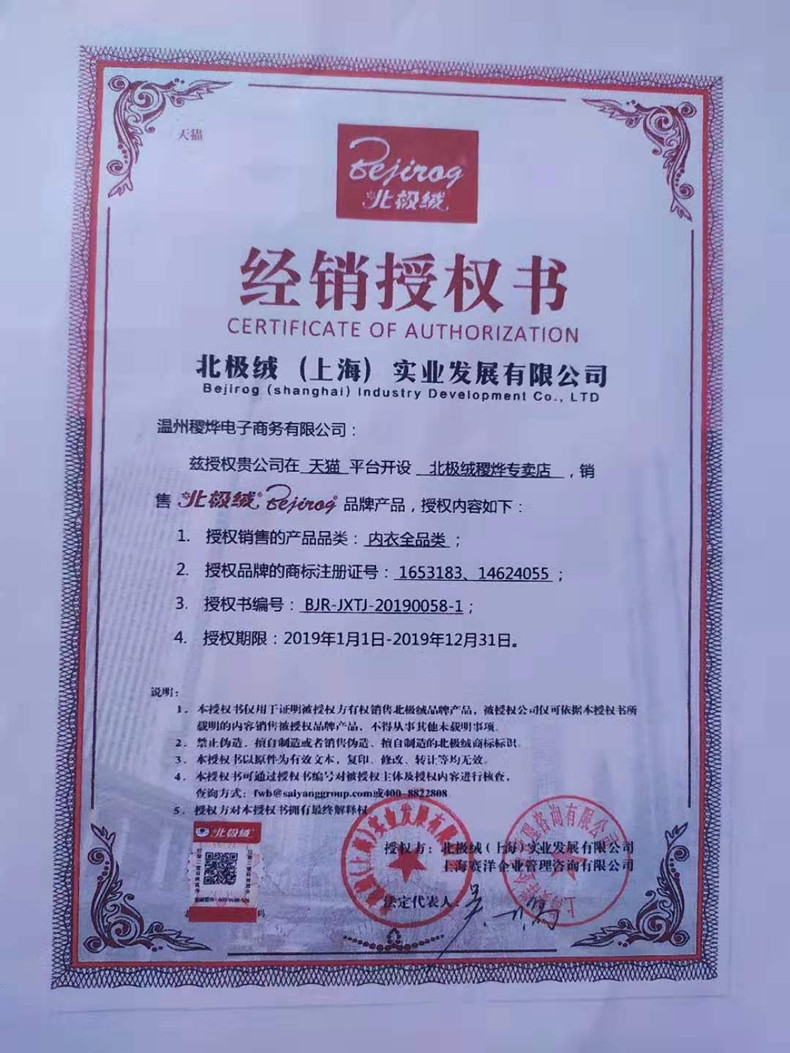 天猫
Bejirog
北极绒
经销授权书
CERTIFICATE OF AUTHORIZATION
北极绒（上海）实业发展有限公司
Bejirog (shanghai) Industry Development Co., LTD
温州稷烨电子商务有限公司：
兹授权贵公司在 天猫 平台开设 北极绒稷烨专卖店 ，销
售 北极绒® Bejirog® 品牌产品，授权内容如下：
1. 授权销售的产品品类：内衣全品类；
2. 授权品牌的商标注册证号：1653183、14624055；
3. 授权书编号：BJR-JXTJ-20190058-1；
4. 授权期限：2019年1月1日-2019年12月31日。
说明：
1．本授权书仅用于证明被授权方有权销售北极绒品牌产品，被授权公司仅可依据本授权书所
载明的内容销售被授权品牌产品，不得从事其他未载明事项。
2．禁止伪造、擅自制造或者销售伪造、擅自制造的北极绒商标标识。
3．本授权书以原件为有效文本，复印、修改、转让等均无效。
4．本授权书可通过授权书编号对被授权主体及授权内容进行核查，
查询方式：fwb@saiyanggroup.com或400-8822808
5．授权方对本授权书拥有最终解释权
北极绒
授权方：北极绒（上海）实业发展有限公司
上海赛洋企业管理咨询有限公司
法定代表人：